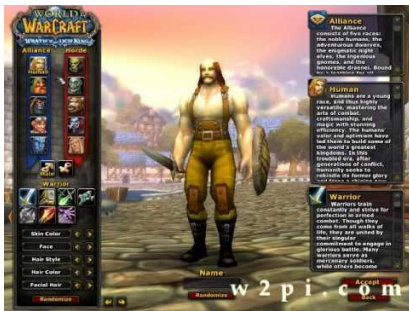 WORLD OF
WARCRAFT
WRATH OF THE LICH KING
Alliance
Horde
Human
Male
Warrior
Skin Color
Face
Hair Style
Hair Color
Facial Hair
Randomize
Name
Randomize
Alliance
The Alliance
consists of five races:
the noble humans, the
adventurous dwarves,
the enigmatic night
elves, the ingenious
gnomes, and the
honorable draenei. Bound
Human
Humans are a young
race, and thus highly
versatile, mastering the
arts of combat,
craftsmanship, and
magic with stunning
efficiency. The humans'
valor and optimism have
led them to build some of
the world's greatest
kingdoms. In this
troubled era, after
generations of conflict,
humanity seeks to
rekindle its former glory
Warrior
Warriors train
constantly and strive for
perfection in armed
combat. Though they
come from all walks of
life, they are united by
their singular
commitment to engage in
glorious battle. Many
warriors serve as
mercenary soldiers,
while others become
Accept
Back
w2pi.com